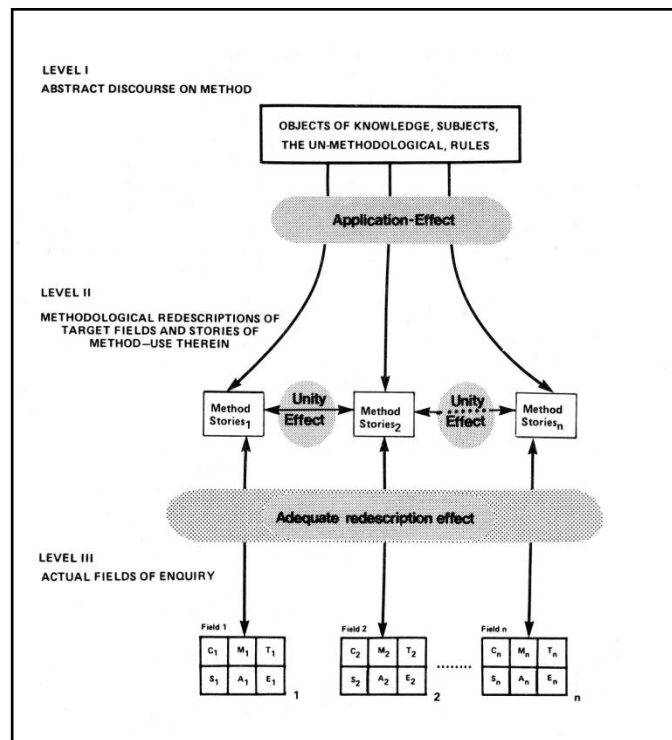 LEVEL I
ABSTRACT DISCOURSE ON METHOD
OBJECTS OF KNOWLEDGE, SUBJECTS,
THE UN-METHODOLOGICAL, RULES
Application-Effect
LEVEL II
METHODOLOGICAL REDESCRIPTIONS OF
TARGET FIELDS AND STORIES OF
METHOD—USE THEREIN
Method
Stories₁
Unity
Effect
Method
Stories₂
Unity
Effect
Method
Storiesₙ
Adequate redescription effect
LEVEL III
ACTUAL FIELDS OF ENQUIRY
Field 1
C₁ M₁ T₁
S₁ A₁ E₁
1
Field 2
C₂ M₂ T₂
S₂ A₂ E₂
2
........
Field n
Cₙ Mₙ Tₙ
Sₙ Aₙ Eₙ
n